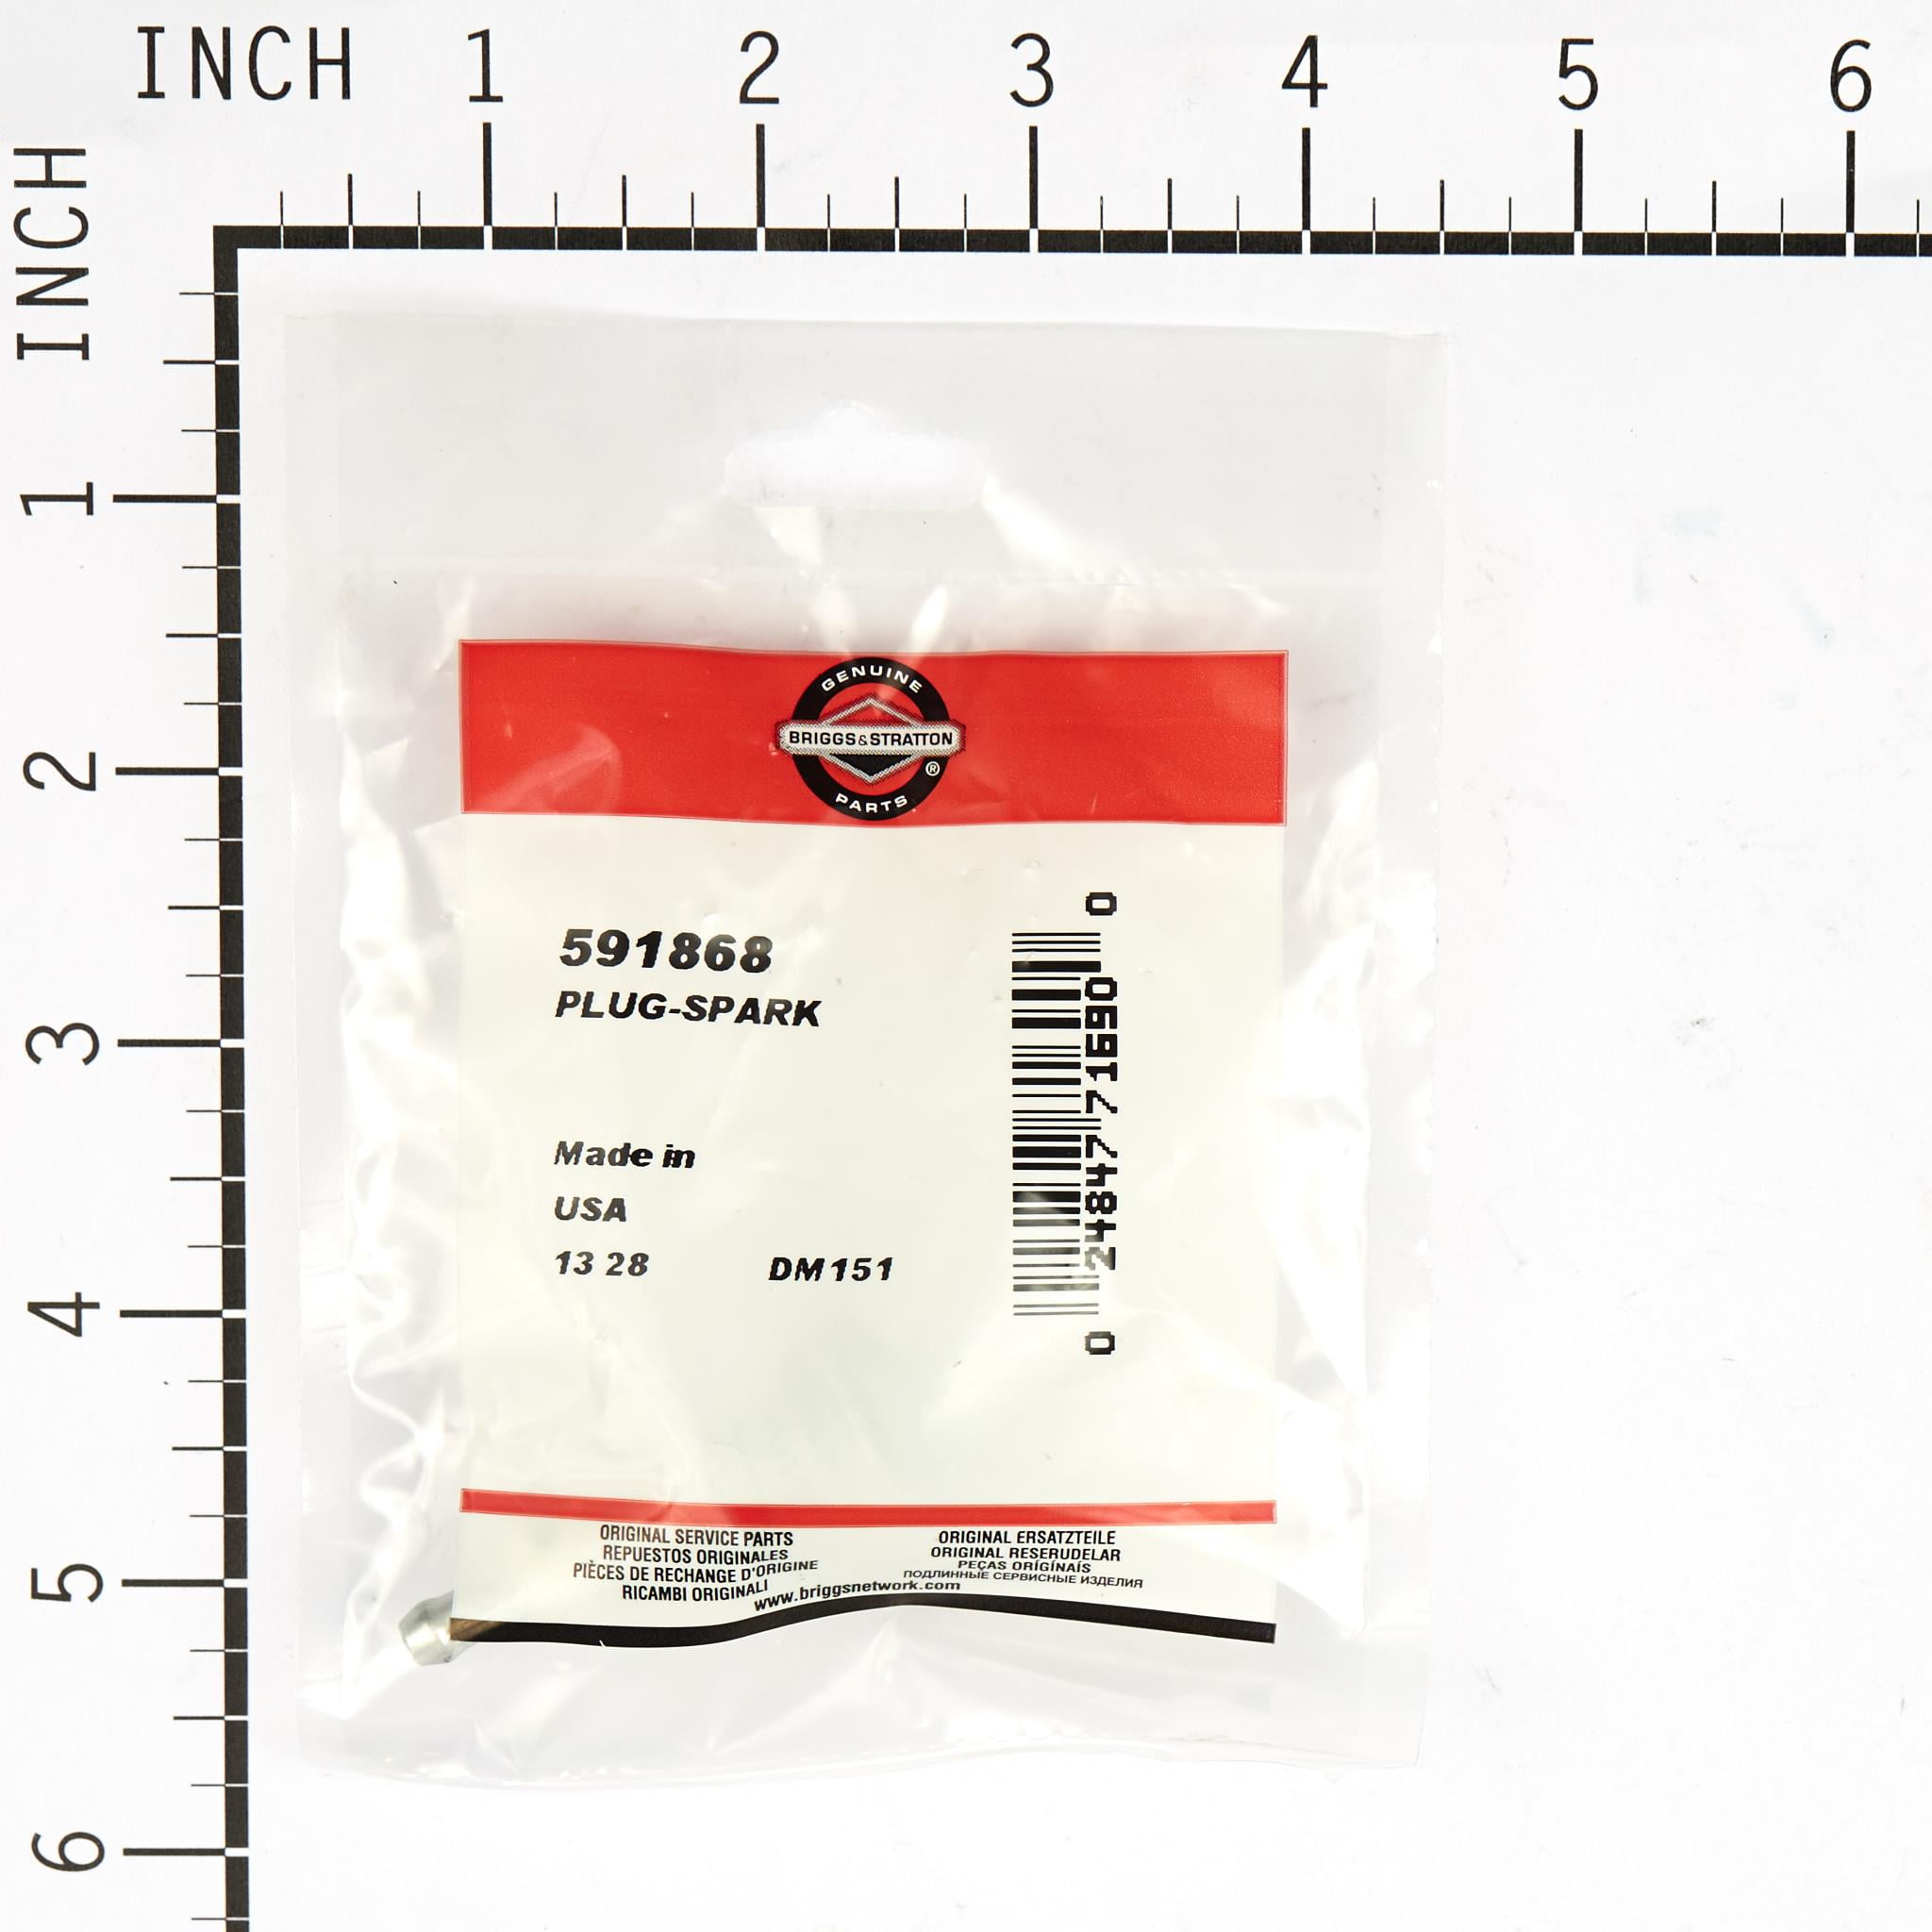 INCH 1 2 3 4 5 6
INCH 1 2 3 4 5 6
GENUINE
BRIGGS&STRATTON
®
PARTS
591868
PLUG-SPARK
Made in
USA
13 28 DM151
0 24847 71690 0
ORIGINAL SERVICE PARTS
REPUESTOS ORIGINALES
PIÈCES DE RECHANGE D'ORIGINE
RICAMBI ORIGINALI
ORIGINAL ERSATZTEILE
ORIGINAL RESERUDELAR
PEÇAS ORÍGÍNAÍS
ПОДЛИННЫЕ СЕРВИСНЫЕ ИЗДЕЛИЯ
www.briggsnetwork.com